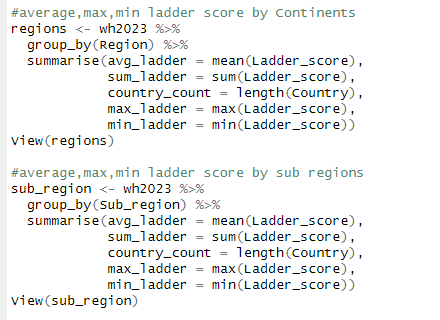 #average,max,min ladder score by Continents
regions <- wh2023 %>%
  group_by(Region) %>%
  summarise(avg_ladder = mean(Ladder_score),
            sum_ladder = sum(Ladder_score),
            country_count = length(Country),
            max_ladder = max(Ladder_score),
            min_ladder = min(Ladder_score))
View(regions)

#average,max,min ladder score by sub regions
sub_region <- wh2023 %>%
  group_by(Sub_region) %>%
  summarise(avg_ladder = mean(Ladder_score),
            sum_ladder = sum(Ladder_score),
            country_count = length(Country),
            max_ladder = max(Ladder_score),
            min_ladder = min(Ladder_score))
View(sub_region)